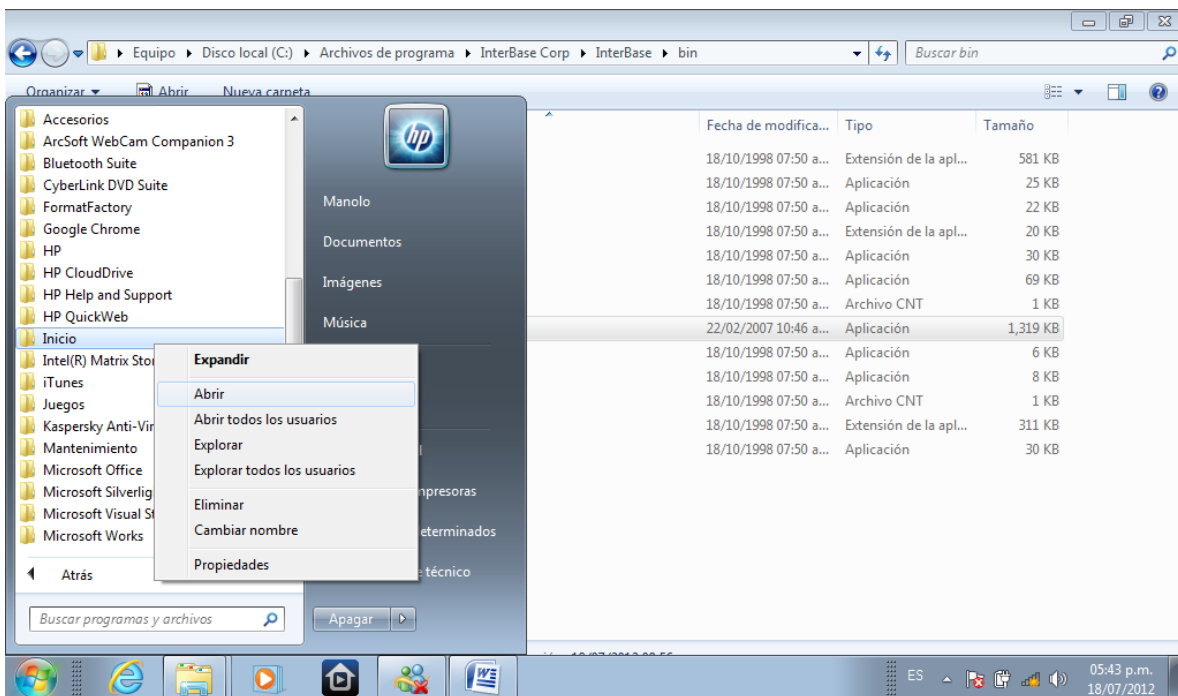 Equipo Disco local (C:) Archivos de programa InterBase Corp InterBase bin
Buscar bin
Organizar Abrir Nueva carpeta
Accesorios
ArcSoft WebCam Companion 3
Bluetooth Suite
CyberLink DVD Suite
FormatFactory
Google Chrome
HP
HP CloudDrive
HP Help and Support
HP QuickWeb
Inicio
Intel(R) Matrix Stor
iTunes
Juegos
Kaspersky Anti-Vir
Mantenimiento
Microsoft Office
Microsoft Silverlig
Microsoft Visual St
Microsoft Works
Atrás
Buscar programas y archivos
Expandir
Abrir
Abrir todos los usuarios
Explorar
Explorar todos los usuarios
Eliminar
Cambiar nombre
Propiedades
hp
Manolo
Documentos
Imágenes
Música
mpresoras
eterminados
técnico
Apagar
Fecha de modifica... Tipo Tamaño
18/10/1998 07:50 a... Extensión de la apl... 581 KB
18/10/1998 07:50 a... Aplicación 25 KB
18/10/1998 07:50 a... Aplicación 22 KB
18/10/1998 07:50 a... Extensión de la apl... 20 KB
18/10/1998 07:50 a... Aplicación 30 KB
18/10/1998 07:50 a... Aplicación 69 KB
18/10/1998 07:50 a... Archivo CNT 1 KB
22/02/2007 10:46 a... Aplicación 1,319 KB
18/10/1998 07:50 a... Aplicación 6 KB
18/10/1998 07:50 a... Aplicación 8 KB
18/10/1998 07:50 a... Archivo CNT 1 KB
18/10/1998 07:50 a... Extensión de la apl... 311 KB
18/10/1998 07:50 a... Aplicación 30 KB
ES
05:43 p.m.
18/07/2012